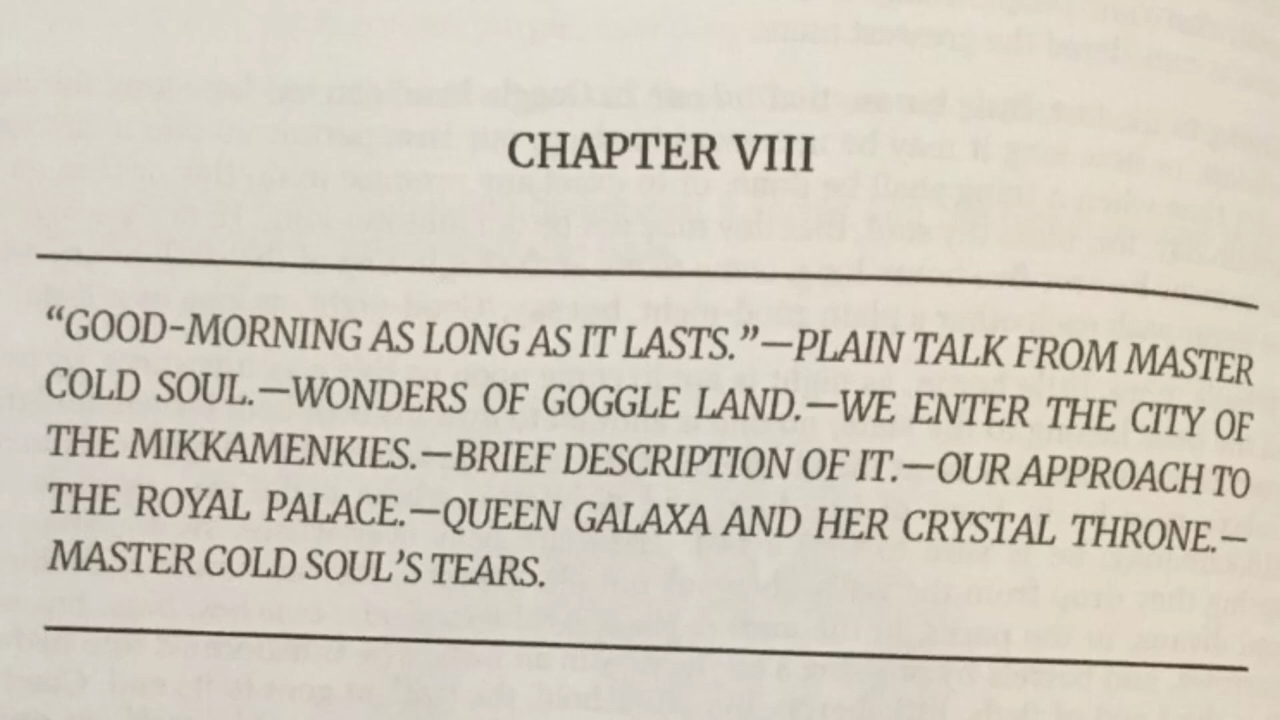 CHAPTER VIII
“GOOD-MORNING AS LONG AS IT LASTS.”—PLAIN TALK FROM MASTER
COLD SOUL.—WONDERS OF GOGGLE LAND.—WE ENTER THE CITY OF
THE MIKKAMENKIES.—BRIEF DESCRIPTION OF IT.—OUR APPROACH TO
THE ROYAL PALACE.—QUEEN GALAXA AND HER CRYSTAL THRONE.—
MASTER COLD SOUL’S TEARS.